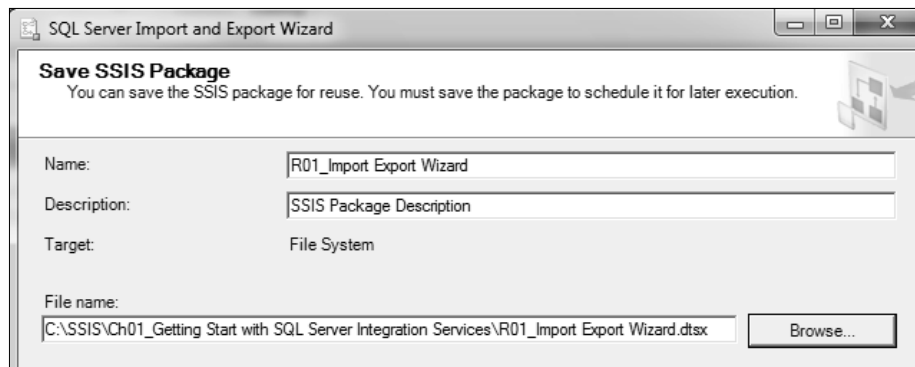 SQL Server Import and Export Wizard
Save SSIS Package
You can save the SSIS package for reuse. You must save the package to schedule it for later execution.
Name: R01_Import Export Wizard
Description: SSIS Package Description
Target: File System
File name:
C:\SSIS\Ch01_Getting Start with SQL Server Integration Services\R01_Import Export Wizard.dtsx Browse...